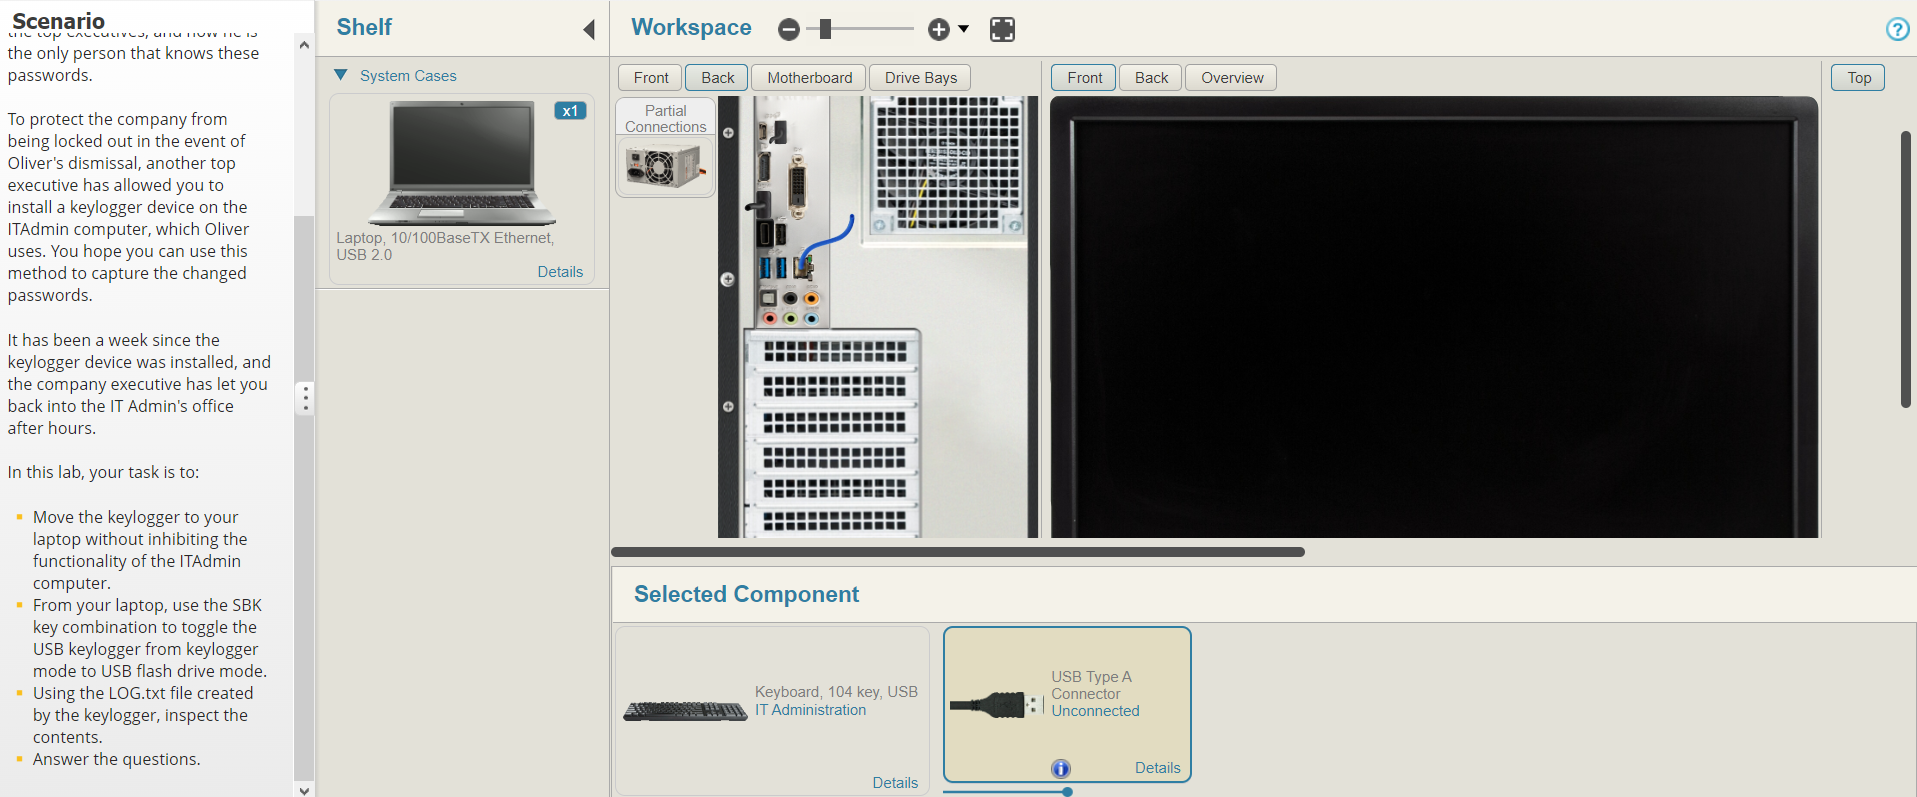 Scenario
the top executives, and now he is
the only person that knows these
passwords.
To protect the company from
being locked out in the event of
Oliver's dismissal, another top
executive has allowed you to
install a keylogger device on the
ITAdmin computer, which Oliver
uses. You hope you can use this
method to capture the changed
passwords.
It has been a week since the
keylogger device was installed, and
the company executive has let you
back into the IT Admin's office
after hours.
In this lab, your task is to:
Move the keylogger to your
laptop without inhibiting the
functionality of the ITAdmin
computer.
From your laptop, use the SBK
key combination to toggle the
USB keylogger from keylogger
mode to USB flash drive mode.
Using the LOG.txt file created
by the keylogger, inspect the
contents.
Answer the questions.
Shelf
System Cases
x1
Laptop, 10/100BaseTX Ethernet,
USB 2.0
Details
Workspace
?
Front Back Motherboard Drive Bays
Partial
Connections
Front Back Overview
Top
Selected Component
Keyboard, 104 key, USB
IT Administration
Details
USB Type A
Connector
Unconnected
i
Details